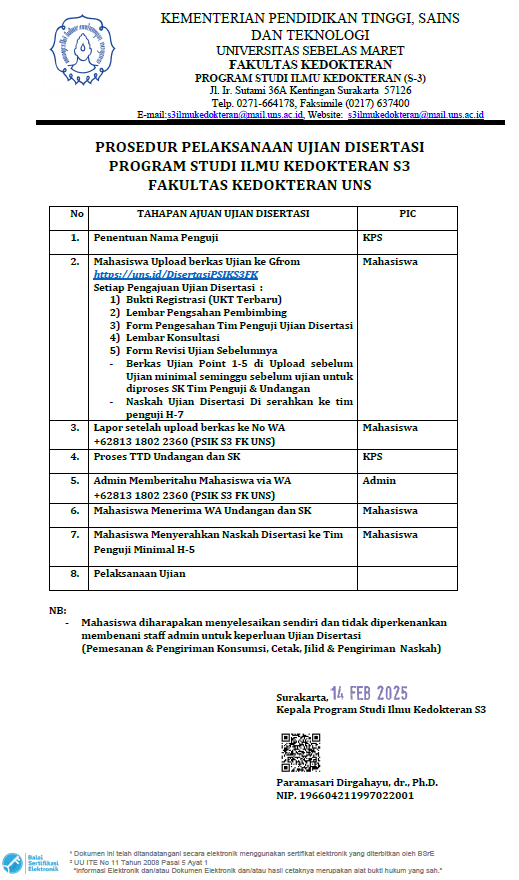 KEMENTERIAN PENDIDIKAN TINGGI, SAINS
DAN TEKNOLOGI
UNIVERSITAS SEBELAS MARET
FAKULTAS KEDOKTERAN
PROGRAM STUDI ILMU KEDOKTERAN (S-3)
Jl. Ir. Sutami 36A Kentingan Surakarta 57126
Telp. 0271-664178, Faksimile (0217) 637400
E-mail:s3ilmukedokteran@mail.uns.ac.id, Website: s3ilmukedokteran@mail.uns.ac.id
PROSEDUR PELAKSANAAN UJIAN DISERTASI
PROGRAM STUDI ILMU KEDOKTERAN S3
FAKULTAS KEDOKTERAN UNS
No TAHAPAN AJUAN UJIAN DISERTASI PIC
1. Penentuan Nama Penguji KPS
2. Mahasiswa Upload berkas Ujian ke Gfrom Mahasiswa
https://uns.id/DisertasiPSIKS3FK
Setiap Pengajuan Ujian Disertasi :
1) Bukti Registrasi (UKT Terbaru)
2) Lembar Pengsahan Pembimbing
3) Form Pengesahan Tim Penguji Ujian Disertasi
4) Lembar Konsultasi
5) Form Revisi Ujian Sebelumnya
- Berkas Ujian Point 1-5 di Upload sebelum
Ujian minimal seminggu sebelum ujian untuk
diproses SK Tim Penguji & Undangan
- Naskah Ujian Disertasi Di serahkan ke tim
penguji H-7
3. Lapor setelah upload berkas ke No WA Mahasiswa
+62813 1802 2360 (PSIK S3 FK UNS)
4. Proses TTD Undangan dan SK KPS
5. Admin Memberitahu Mahasiswa via WA Admin
+62813 1802 2360 (PSIK S3 FK UNS)
6. Mahasiswa Menerima WA Undangan dan SK Mahasiswa
7. Mahasiswa Menyerahkan Naskah Disertasi ke Tim Mahasiswa
Penguji Minimal H-5
8. Pelaksanaan Ujian
NB:
- Mahasiswa diharapakan menyelesaikan sendiri dan tidak diperkenankan
membenani staff admin untuk keperluan Ujian Disertasi
(Pemesanan & Pengiriman Konsumsi, Cetak, Jilid & Pengiriman Naskah)
Surakarta, 14 FEB 2025
Kepala Program Studi Ilmu Kedokteran S3
Paramasari Dirgahayu, dr., Ph.D.
NIP. 196604211997022001
Balai
Sertifikasi
Elektronik
¹ Dokumen ini telah ditandatangani secara elektronik menggunakan sertifikat elektronik yang diterbitkan oleh BSrE
² UU ITE No 11 Tahun 2008 Pasal 5 Ayat 1
"Informasi Elektronik dan/atau Dokumen Elektronik dan/atau hasil cetaknya merupakan alat bukti hukum yang sah."